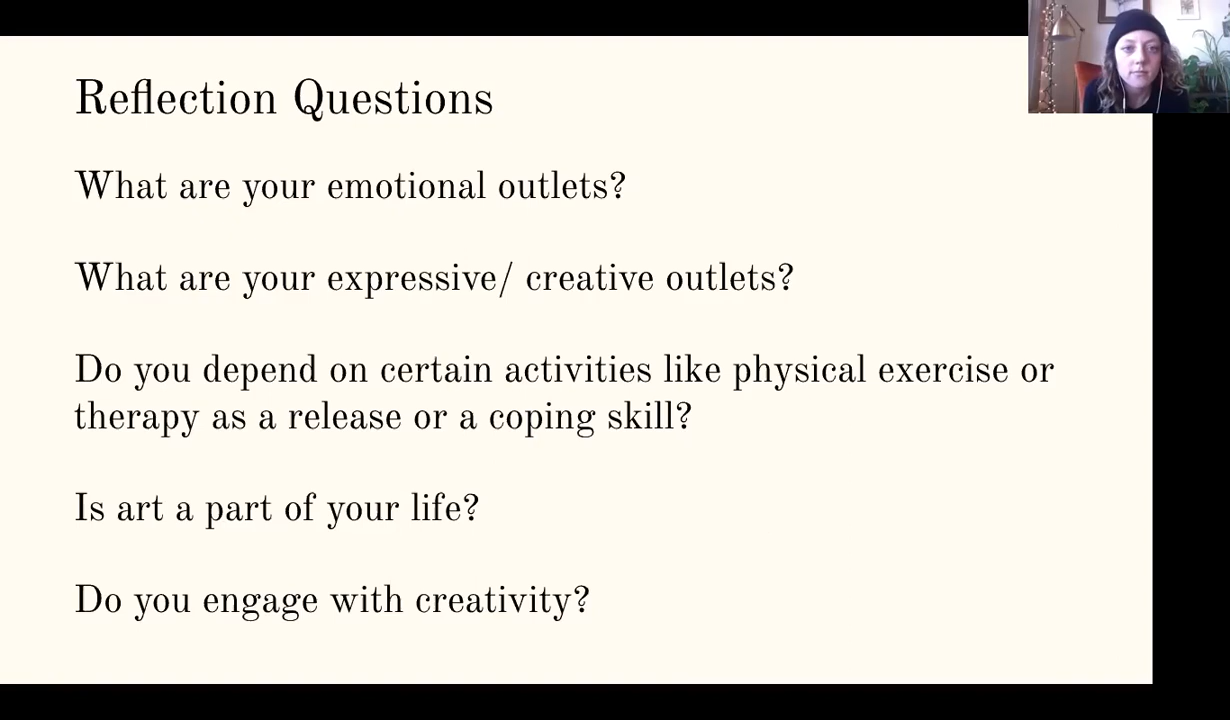 Reflection Questions
What are your emotional outlets?
What are your expressive/ creative outlets?
Do you depend on certain activities like physical exercise or
therapy as a release or a coping skill?
Is art a part of your life?
Do you engage with creativity?